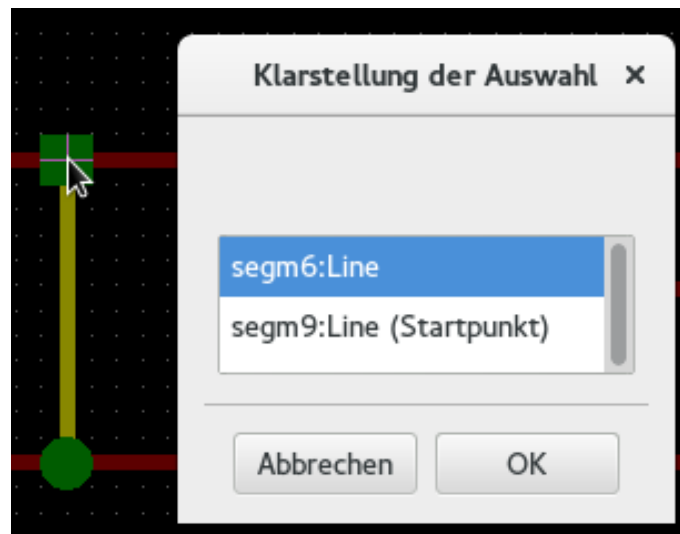 Klarstellung der Auswahl ×
segm6:Line
segm9:Line (Startpunkt)
Abbrechen
OK